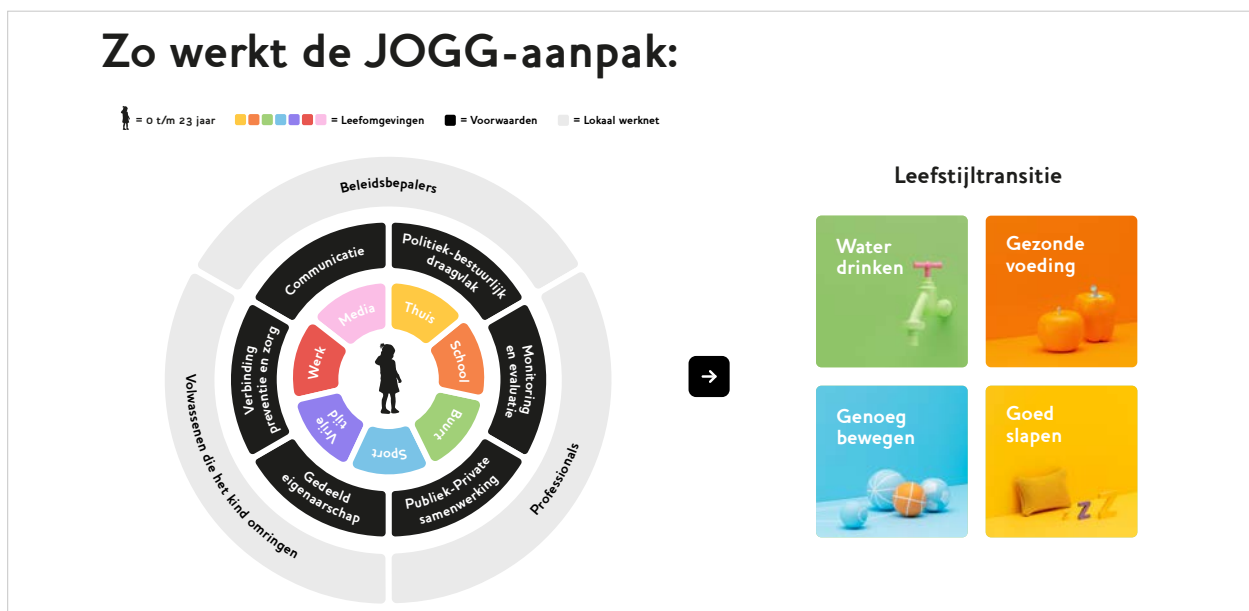 Zo werkt de JOGG-aanpak:
= 0 t/m 23 jaar
= Leefomgevingen
= Voorwaarden
= Lokaal werknet
Beleidsbepalers
Professionals
Volwassenen die het kind omringen
Communicatie
Politiek-bestuurlijk
draagvlak
Monitoring
en evaluatie
Publiek-Private
samenwerking
Gedeeld
eigenaarschap
Verbinding
preventie en zorg
Media
Thuis
School
Buurt
Sport
Vrije
tijd
Werk
Leefstijltransitie
Water
drinken
Gezonde
voeding
Genoeg
bewegen
Goed
slapen
z z Z